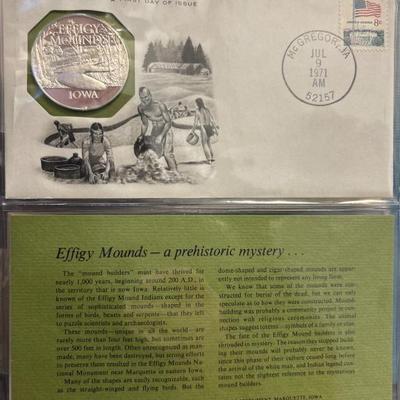 & FIRST DAY OF ISSUE
EFFIGY
MOUNDS
IOWA
McGREGOR, IA
JUL
9
1971
AM
52157
8c
Effigy Mounds — a prehistoric mystery . . .
The "mound builders" must have thrived for
nearly 1,000 years, beginning around 200 A.D., in
the territory that is now Iowa. Relatively little is
known of the Effigy Mound Indians except for the
series of sophisticated mounds – shaped in the
forms of birds, beasts and serpents – that they left
to puzzle scientists and archaeologists.
These mounds – unique in all the world – are
rarely more than four feet high, but sometimes are
over 500 feet in length. Often unrecognized as man-
made, many have been destroyed, but strong efforts
to preserve them resulted in the Effigy Mounds Na-
tional Monument near Marquette in eastern Iowa.
Many of the shapes are easily recognizable, such
as the straight-winged and flying birds. But the
dome-shaped and cigar-shaped mounds are appar-
ently not intended to represent any living form.
We know that some of the mounds were con-
structed for burial of the dead, but we can only
speculate as to how they were constructed. Mound-
building was probably a community project in con-
nection with religious ceremonies. The animal
shapes suggest totems – symbols of a family or clan.
The fate of the Effigy Mound builders is also
shrouded in mystery. The reason they stopped build-
ing their mounds will probably never be known,
since this phase of their culture ceased long before
the arrival of the white man, and Indian legend con-
tains not the slightest reference to the mysterious
mound builders.
MONUMENT, MARQUETTE, IOWA